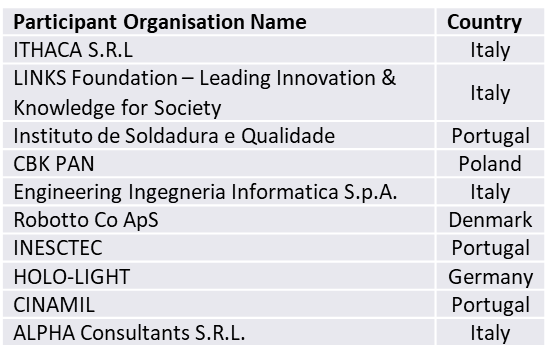 Participant Organisation Name Country
ITHACA S.R.L Italy
LINKS Foundation – Leading Innovation &
Knowledge for Society Italy
Instituto de Soldadura e Qualidade Portugal
CBK PAN Poland
Engineering Ingegneria Informatica S.p.A. Italy
Robotto Co ApS Denmark
INESCTEC Portugal
HOLO-LIGHT Germany
CINAMIL Portugal
ALPHA Consultants S.R.L. Italy